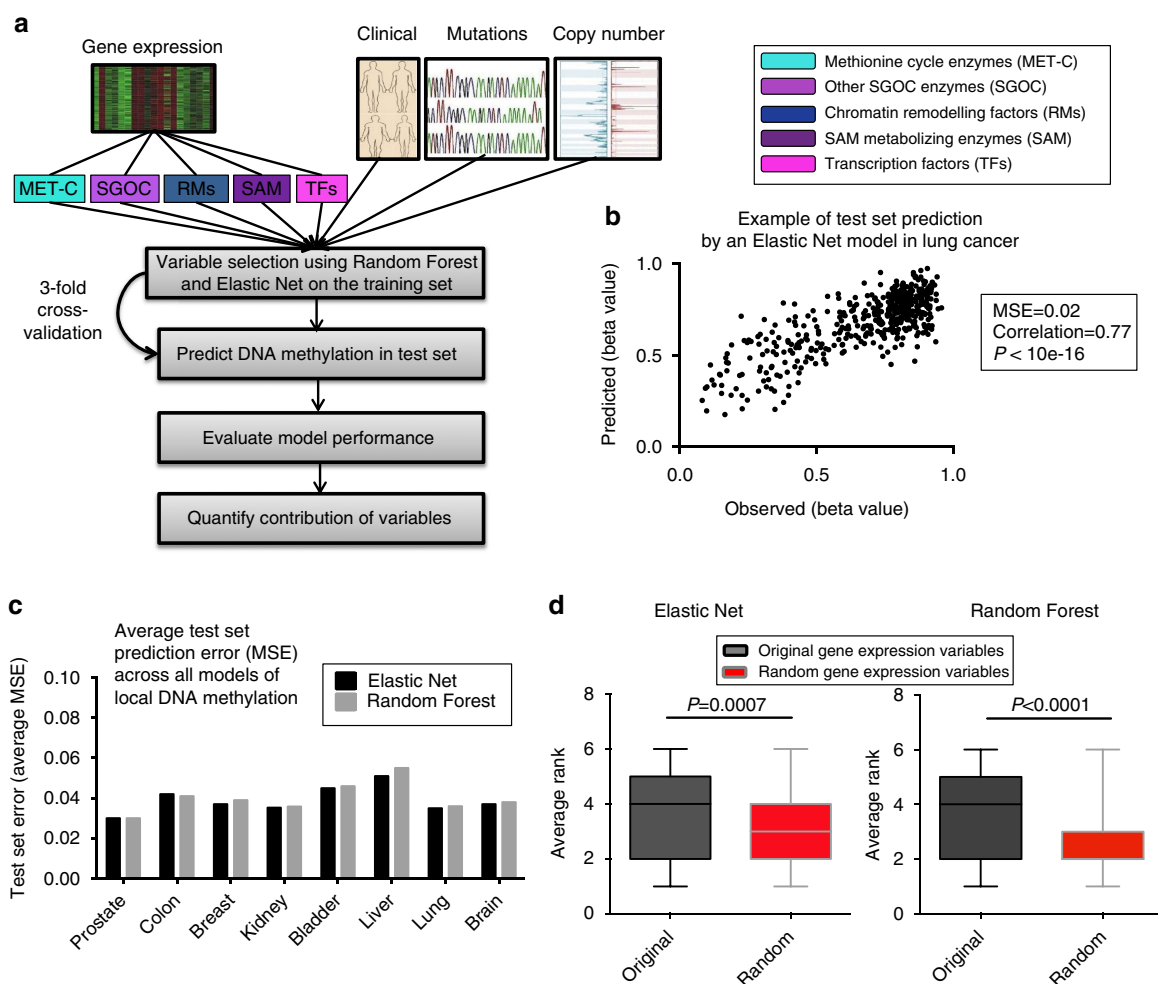 a
Gene expression
Clinical
Mutations
Copy number
MET-C
SGOC
RMs
SAM
TFs
Variable selection using Random Forest
and Elastic Net on the training set
3-fold
cross-
validation
Predict DNA methylation in test set
Evaluate model performance
Quantify contribution of variables
Methionine cycle enzymes (MET-C)
Other SGOC enzymes (SGOC)
Chromatin remodelling factors (RMs)
SAM metabolizing enzymes (SAM)
Transcription factors (TFs)
b
Example of test set prediction
by an Elastic Net model in lung cancer
Predicted (beta value)
1.0
0.5
0.0
0.0
0.5
1.0
Observed (beta value)
MSE=0.02
Correlation=0.77
P < 10e-16
c
Average test set
prediction error (MSE)
across all models of
local DNA methylation
Elastic Net
Random Forest
Test set error (average MSE)
0.10
0.08
0.06
0.04
0.02
0.00
Prostate
Colon
Breast
Kidney
Bladder
Liver
Lung
Brain
d
Elastic Net
Random Forest
Original gene expression variables
Random gene expression variables
P=0.0007
Average rank
8
6
4
2
0
Original
Random
P<0.0001
Average rank
8
6
4
2
0
Original
Random